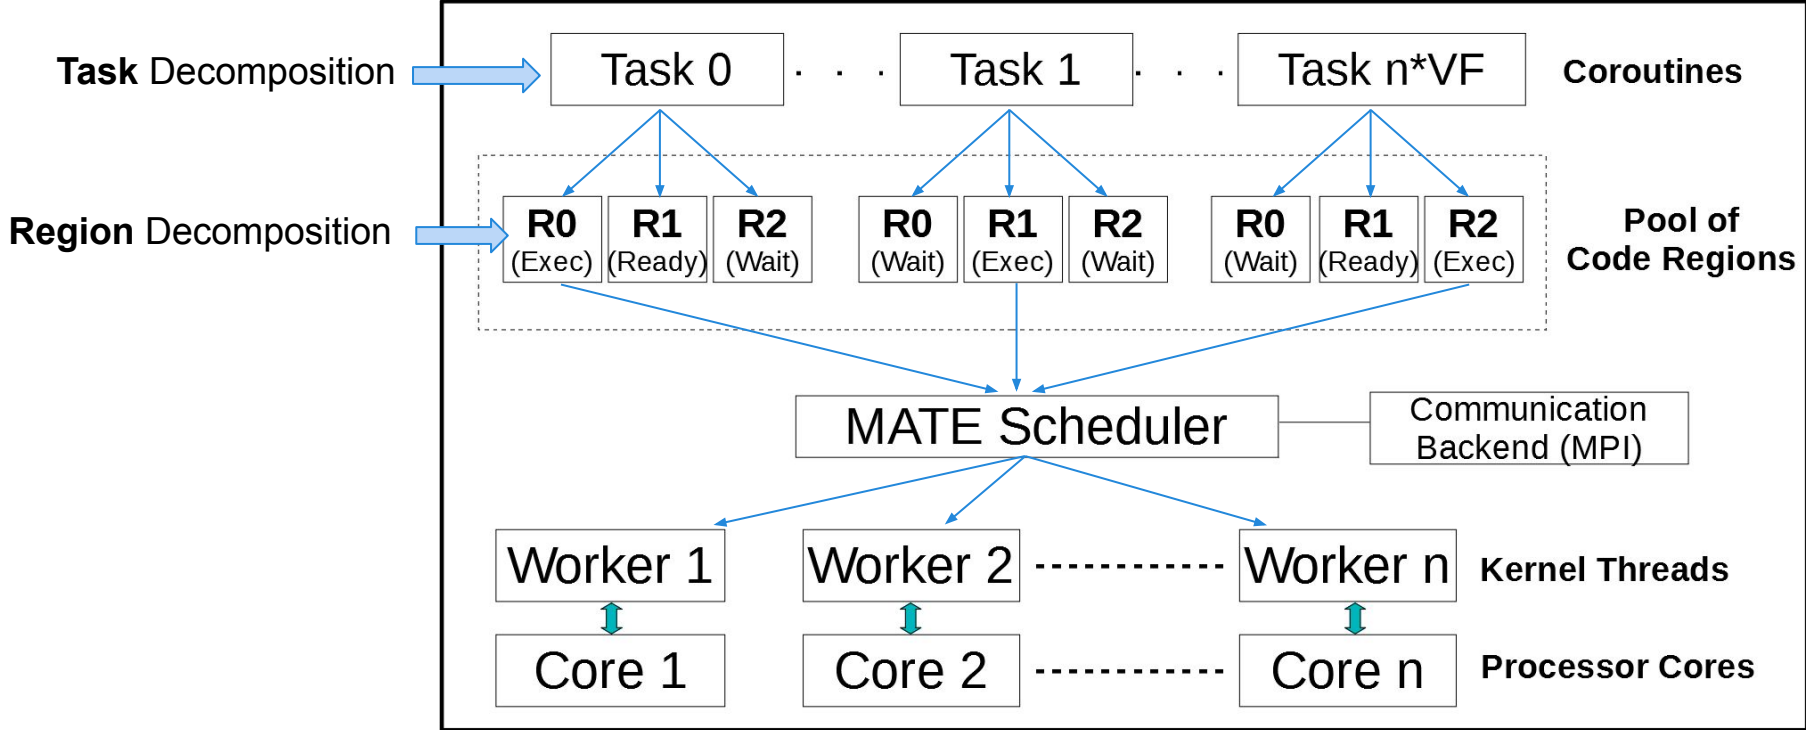 Task Decomposition
Task 0
Task 1
Task n*VF
Coroutines
Region Decomposition
R0
(Exec)
R1
(Ready)
R2
(Wait)
R0
(Wait)
R1
(Exec)
R2
(Wait)
R0
(Wait)
R1
(Ready)
R2
(Exec)
Pool of
Code Regions
MATE Scheduler
Communication
Backend (MPI)
Worker 1
Worker 2
Worker n
Kernel Threads
Core 1
Core 2
Core n
Processor Cores